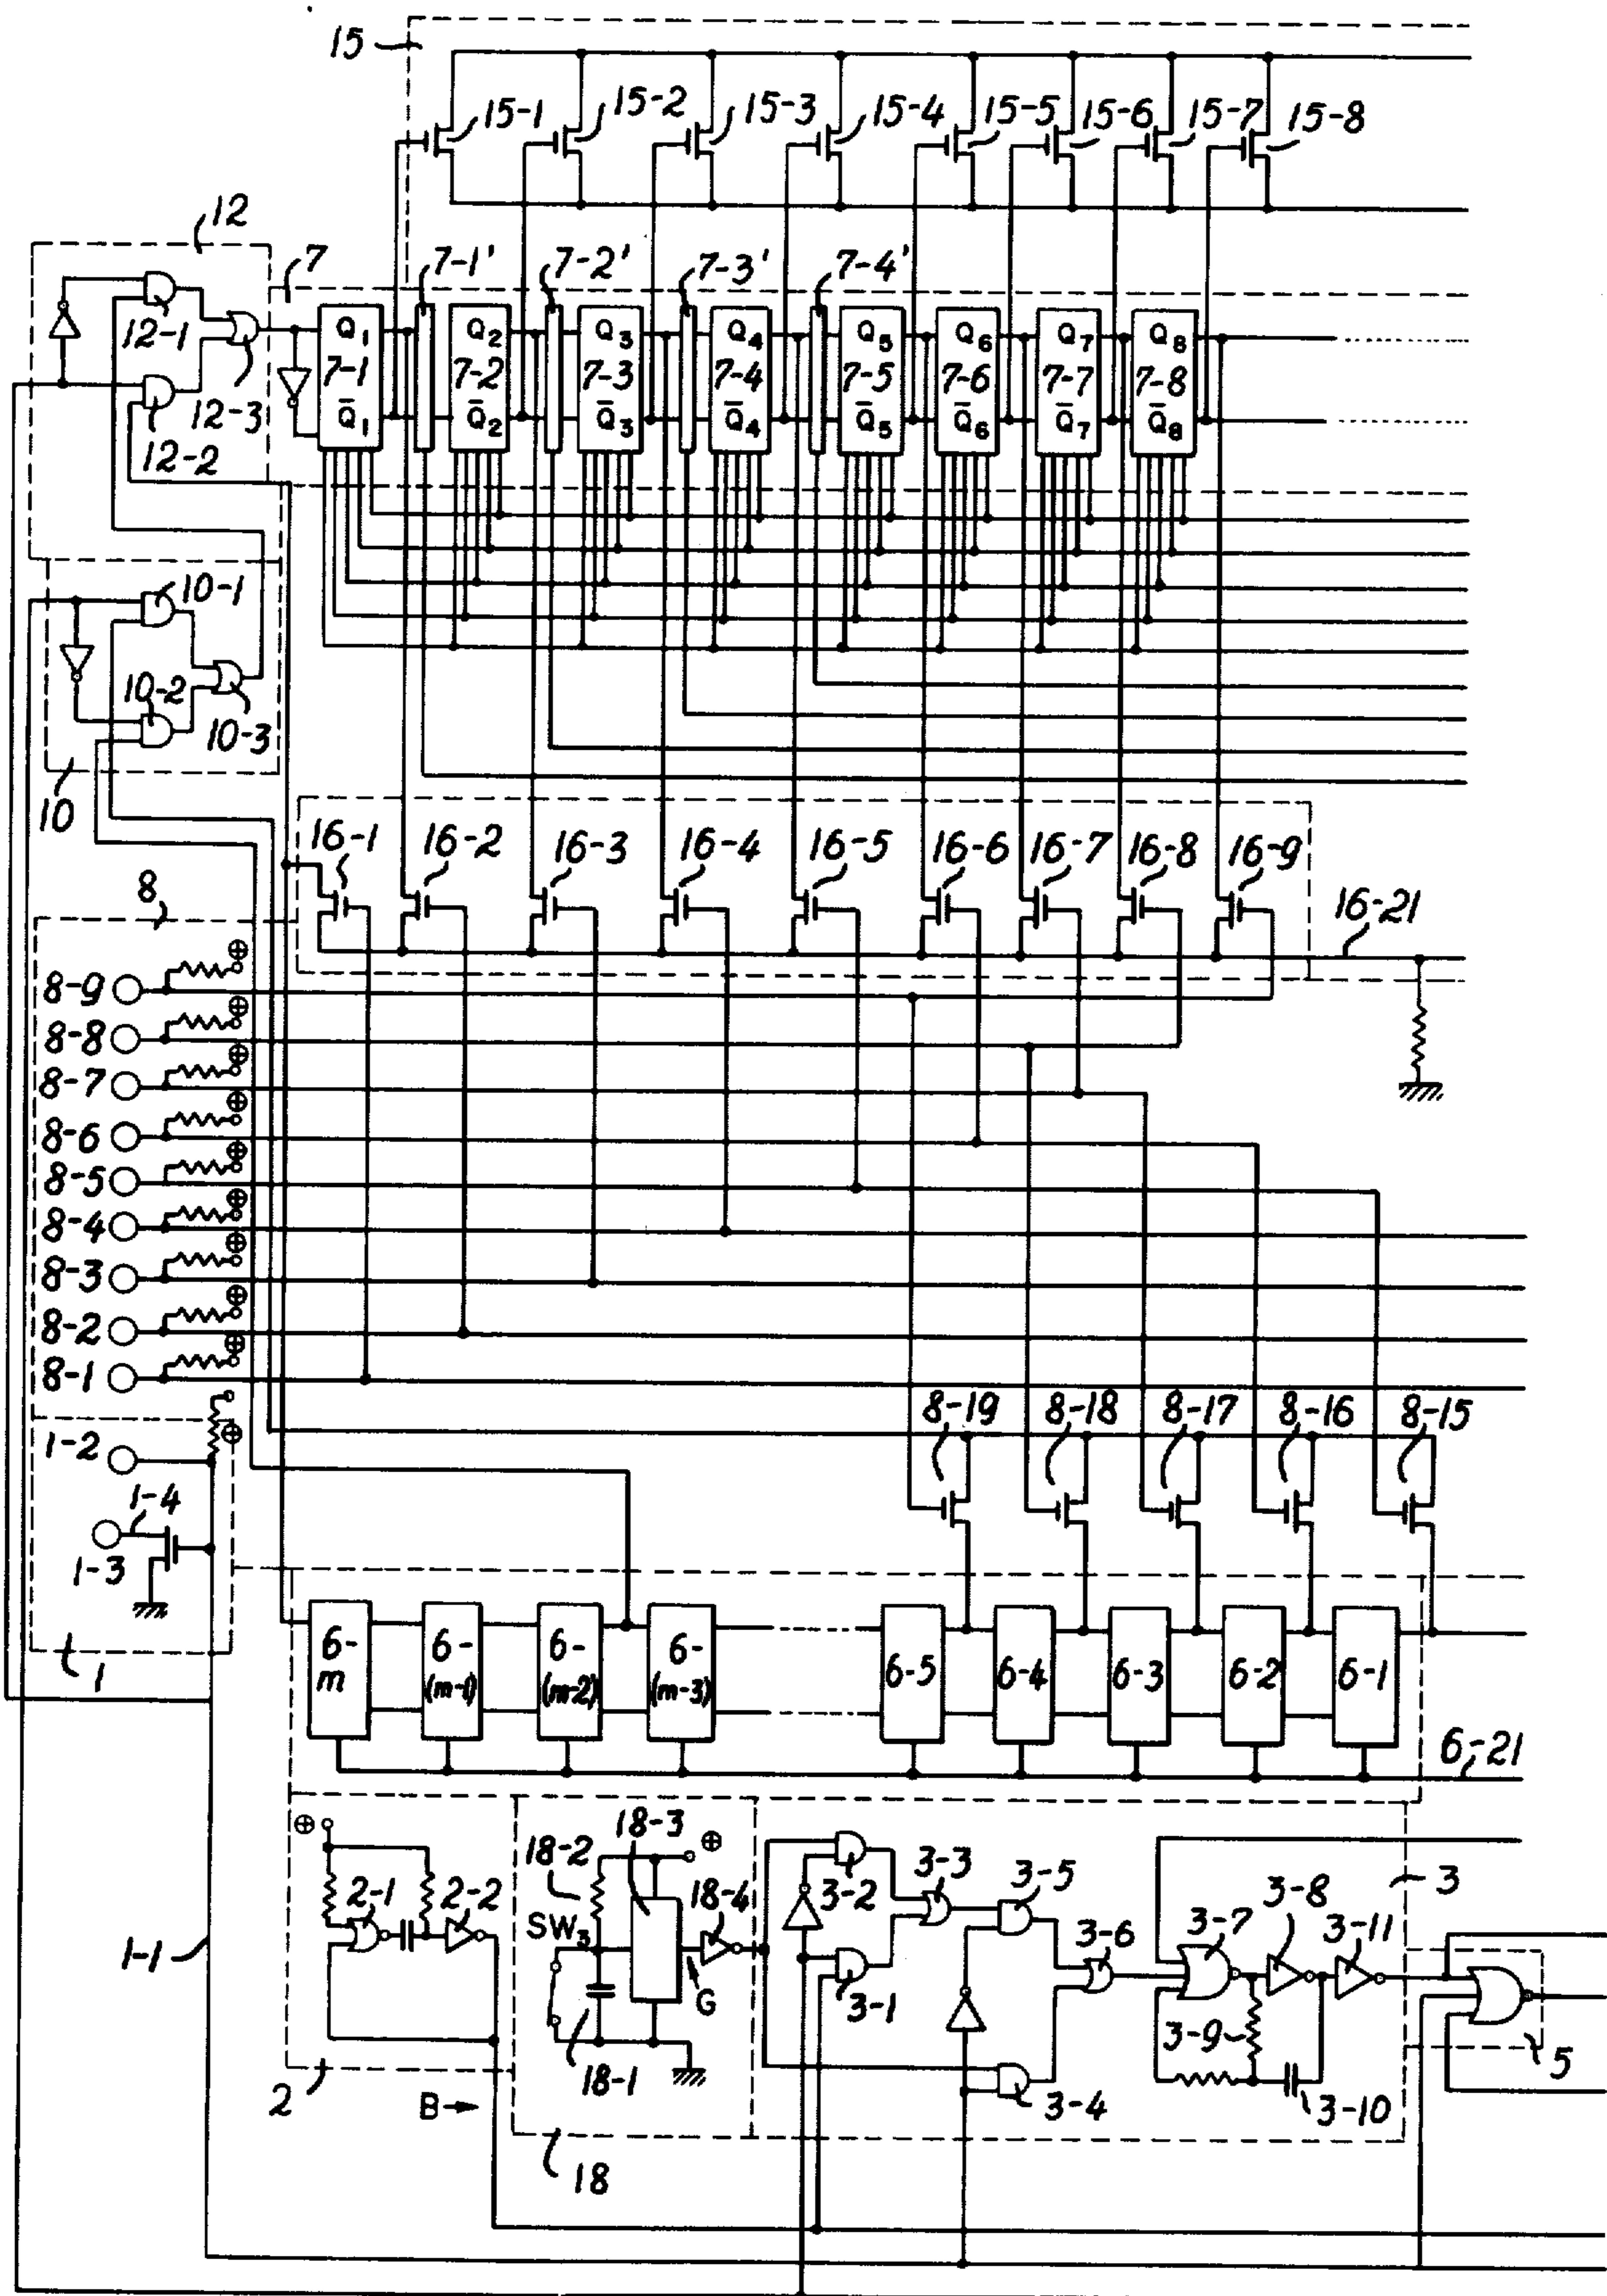 15
15-1 15-2 15-3 15-4 15-5 15-6 15-7 15-8
12
7 7-1' 7-2' 7-3' 7-4'
12-1
12-2
12-3
Q1 Q2 Q3 Q4 Q5 Q6 Q7 Q8
7-1 7-2 7-3 7-4 7-5 7-6 7-7 7-8
Q̄1 Q̄2 Q̄3 Q̄4 Q̄5 Q̄6 Q̄7 Q̄8
10-1
10-2
10-3
10
16-1 16-2 16-3 16-4 16-5 16-6 16-7 16-8 16-9
16-21
8
8-9 ⊕
8-8 ⊕
8-7 ⊕
8-6 ⊕
8-5 ⊕
8-4 ⊕
8-3 ⊕
8-2 ⊕
8-1 ⊕
8-19 8-18 8-17 8-16 8-15
1-2 ⊕
1-4
1-3
1
6-m 6-(m-1) 6-(m-2) 6-(m-3) 6-5 6-4 6-3 6-2 6-1
6-21
⊕
2-1 2-2
2
B
1-1
18-2 18-3 ⊕
18-4
SW3
G
18-1
18
3-2 3-3 3-5
3-1
3-6
3-4
3-7 3-8 3-11
3
3-9
3-10
5